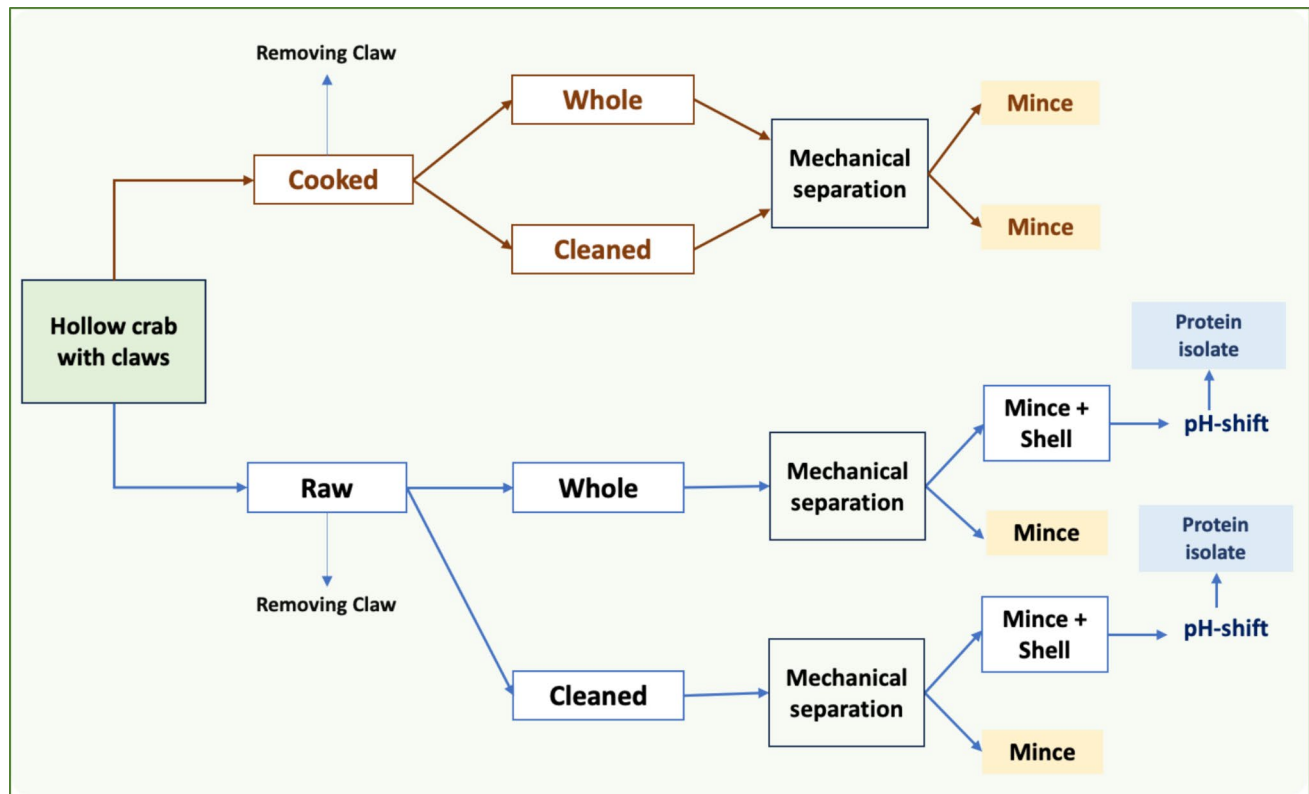 Removing Claw
Whole
Mince
Cooked
Mechanical
separation
Cleaned
Mince
Hollow crab
with claws
Protein
isolate
Mince +
Shell
pH-shift
Raw
Whole
Mechanical
separation
Mince
Removing Claw
Protein
isolate
Mince +
Shell
pH-shift
Cleaned
Mechanical
separation
Mince